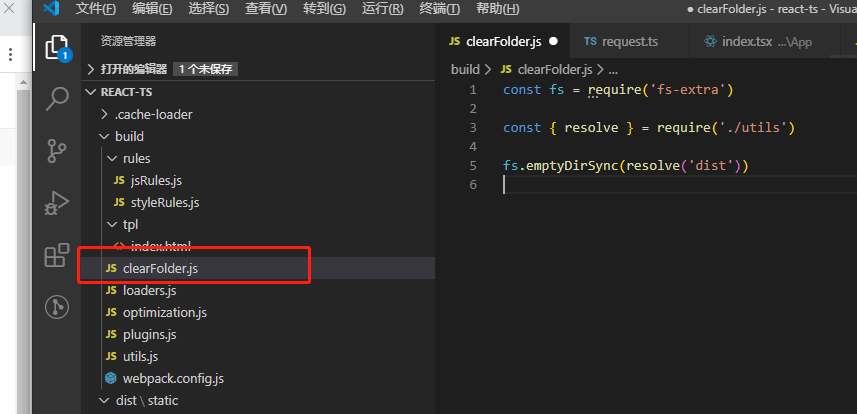 文件(F) 编辑(E) 选择(S) 查看(V) 转到(G) 运行(R) 终端(T) 帮助(H) ● clearFolder.js - react-ts - Visua
资源管理器
打开的编辑器 1 个未保存
REACT-TS
.cache-loader
build
rules
JS jsRules.js
JS styleRules.js
tpl
<> index.html
JS clearFolder.js
JS loaders.js
JS optimization.js
JS plugins.js
JS utils.js
webpack.config.js
dist \ static
1
JS clearFolder.js ● TS request.ts index.tsx ...\App
build > JS clearFolder.js > ...
1 const fs = require('fs-extra')
2
3 const { resolve } = require('./utils')
4
5 fs.emptyDirSync(resolve('dist'))
6